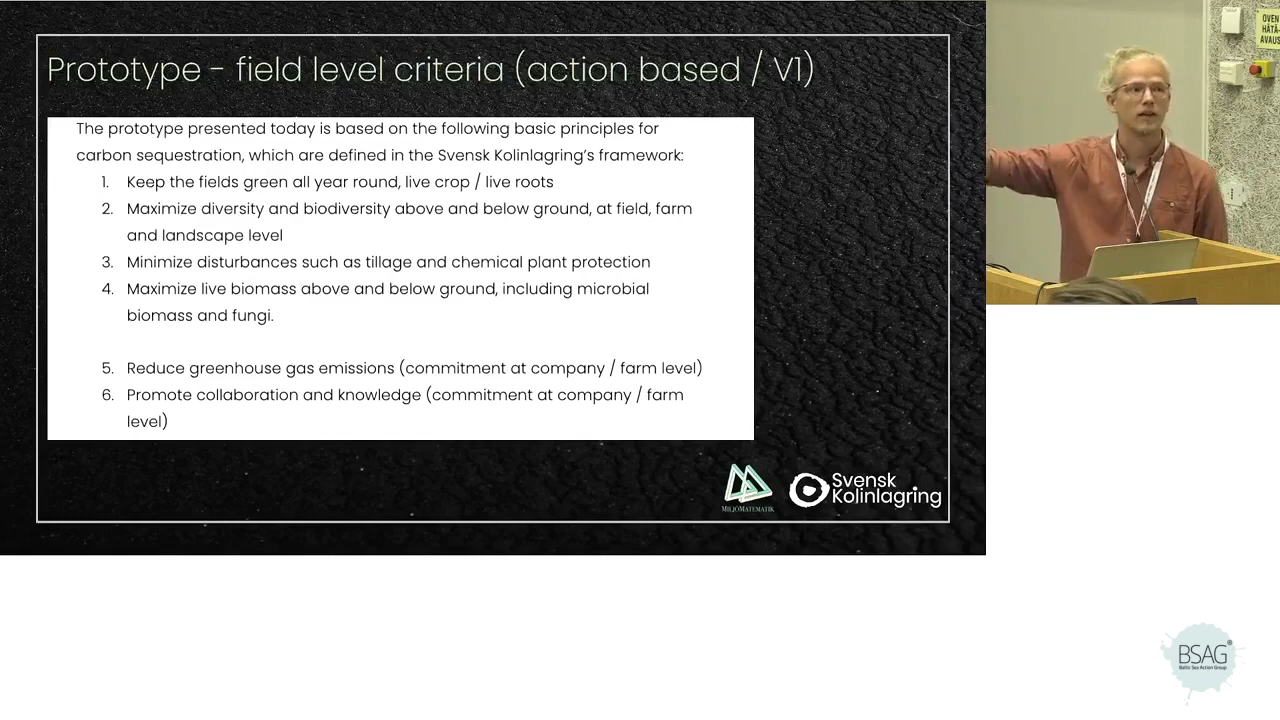 Prototype - field level criteria (action based / V1)
The prototype presented today is based on the following basic principles for
carbon sequestration, which are defined in the Svensk Kolinlagring's framework:
1. Keep the fields green all year round, live crop / live roots
2. Maximize diversity and biodiversity above and below ground, at field, farm
and landscape level
3. Minimize disturbances such as tillage and chemical plant protection
4. Maximize live biomass above and below ground, including microbial
biomass and fungi.
5. Reduce greenhouse gas emissions (commitment at company / farm level)
6. Promote collaboration and knowledge (commitment at company / farm
level)
MILJÖMATEMATIK
Svensk
Kolinlagring
OVEN
HÄTÄ-
AVAUS
BSAG®
Baltic Sea Action Group